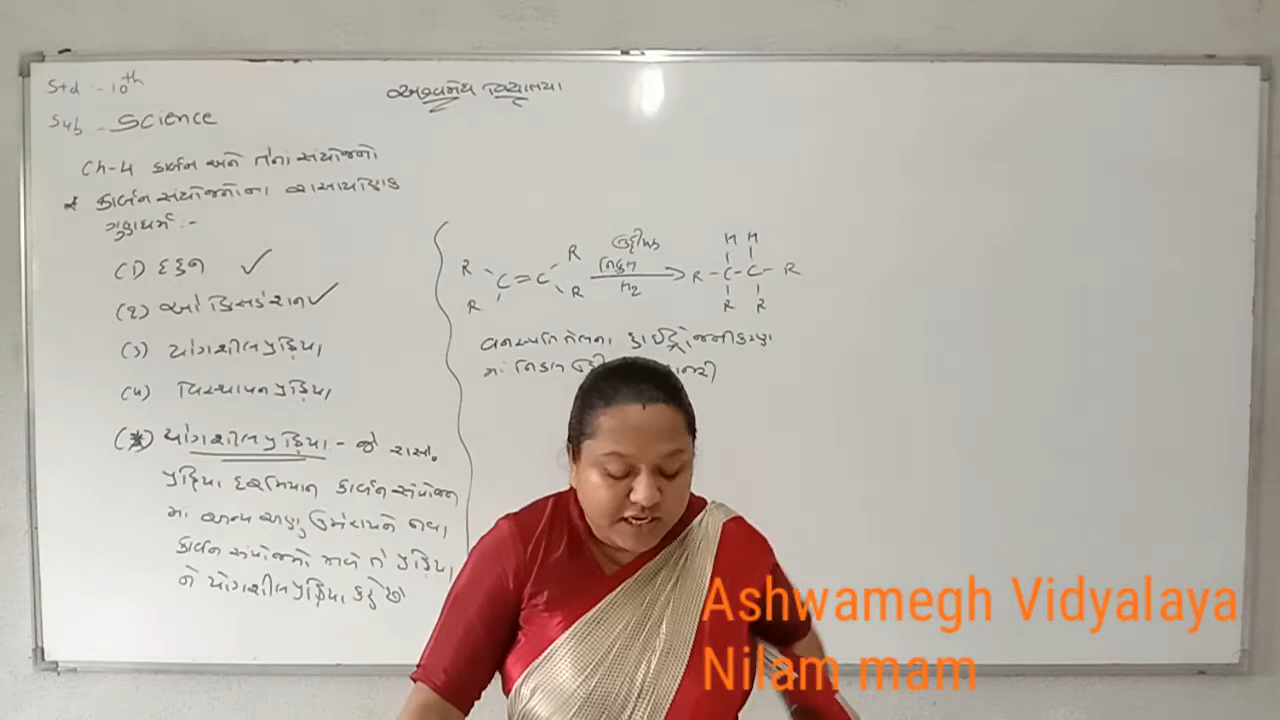 Std - 10th
અશ્વમેધ વિદ્યાલય
Sub - Science
Ch-4 કાર્બન અને તેનાં સંયોજનો
* કાર્બન સંયોજનોના રાસાયણિક
ગુણધર્મ :-
(1) દહન ✓
(2) ઓક્સિડેશન ✓
(3) યોગશીલ પ્રક્રિયા
(4) વિસ્થાપન પ્રક્રિયા
યોગશીલ પ્રક્રિયા - જે રાસા.
પ્રક્રિયા દરમિયાન કાર્બન સંયોજન
માં અન્ય અણુ ઉમેરાઇને નવા
કાર્બન સંયોજનો મળે તે પ્રક્રિયા
ને યોગશીલ પ્રક્રિયા કહે છે
ઉદ્દીપક H H
R R નિકલ
C = C → R - C - C - R
R R H2 R R
વનસ્પતિ તેલના હાઈડ્રોજનીકરણ
માં નિકલ
Ashwamegh Vidyalaya
Nilam mam